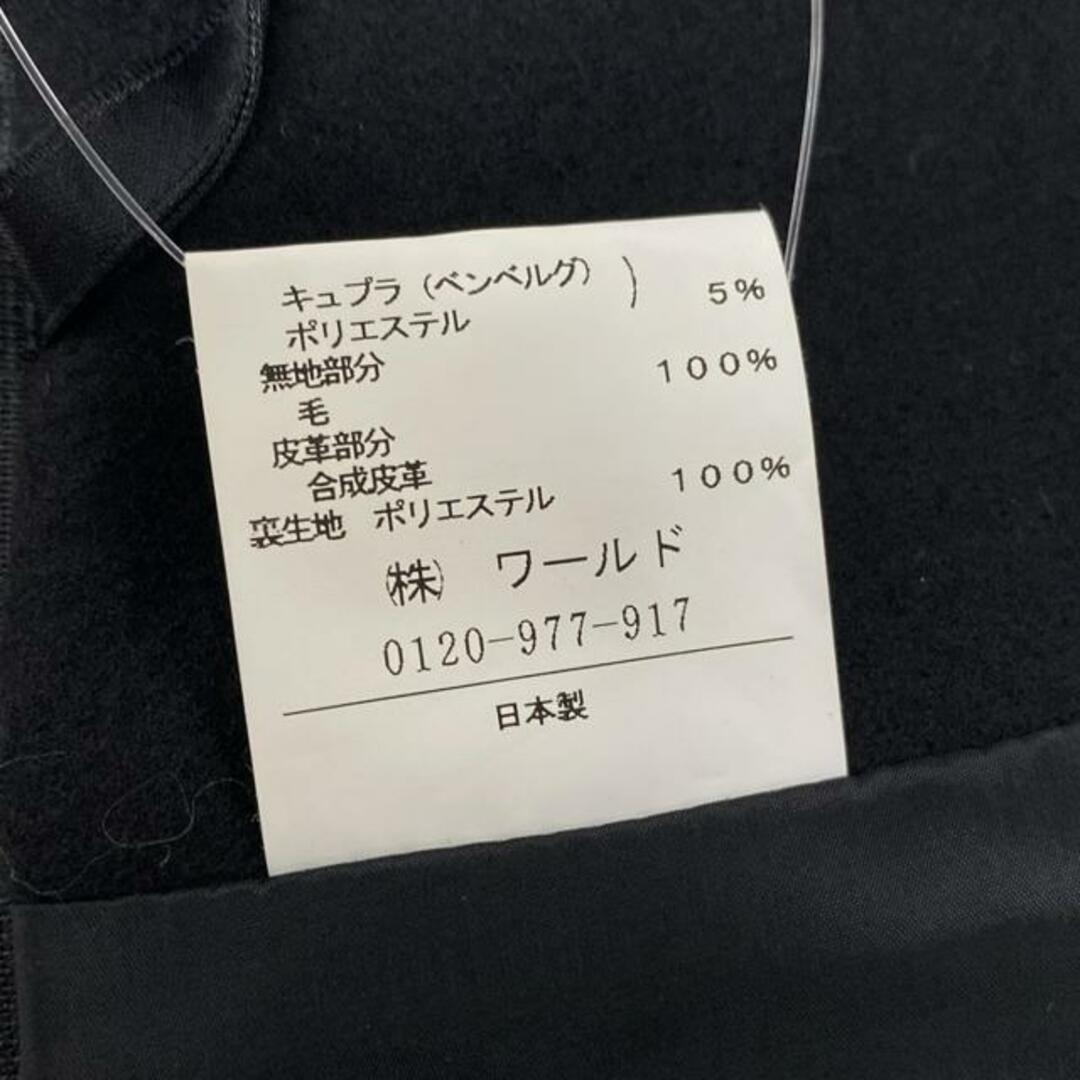 キュプラ(ベンベルグ) ) 5%
ポリエステル
無地部分
毛 100%
皮革部分
合成皮革
裏生地 ポリエステル 100%
㈱ ワールド
0120-977-917
日本製